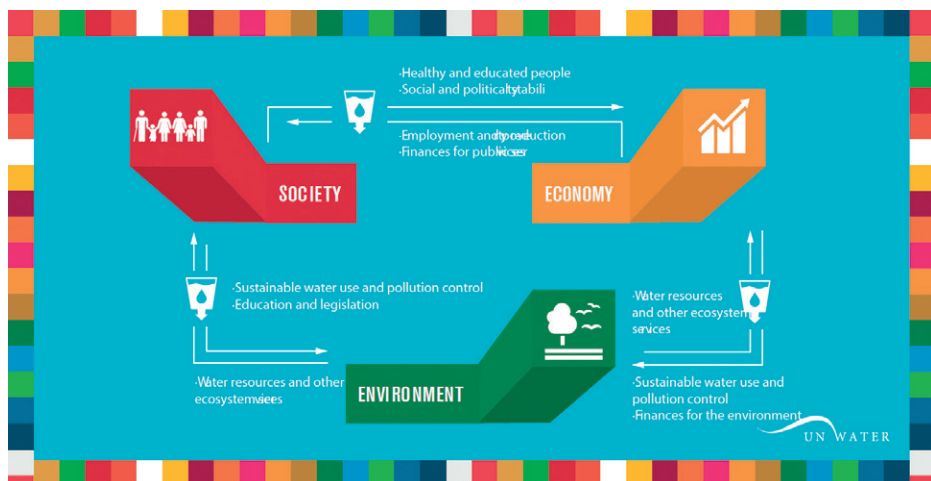 ·Healthy and educated people
·Social and political
·Employment and
·Finances for public
SOCIETY
ECONOMY
·Sustainable water use and pollution control
·Education and legislation
·Water resources
and other ecosystem
·Water resources and other
ecosystem
ENVIRONMENT
·Sustainable water use and
pollution control
·Finances for the environment
UN WATER